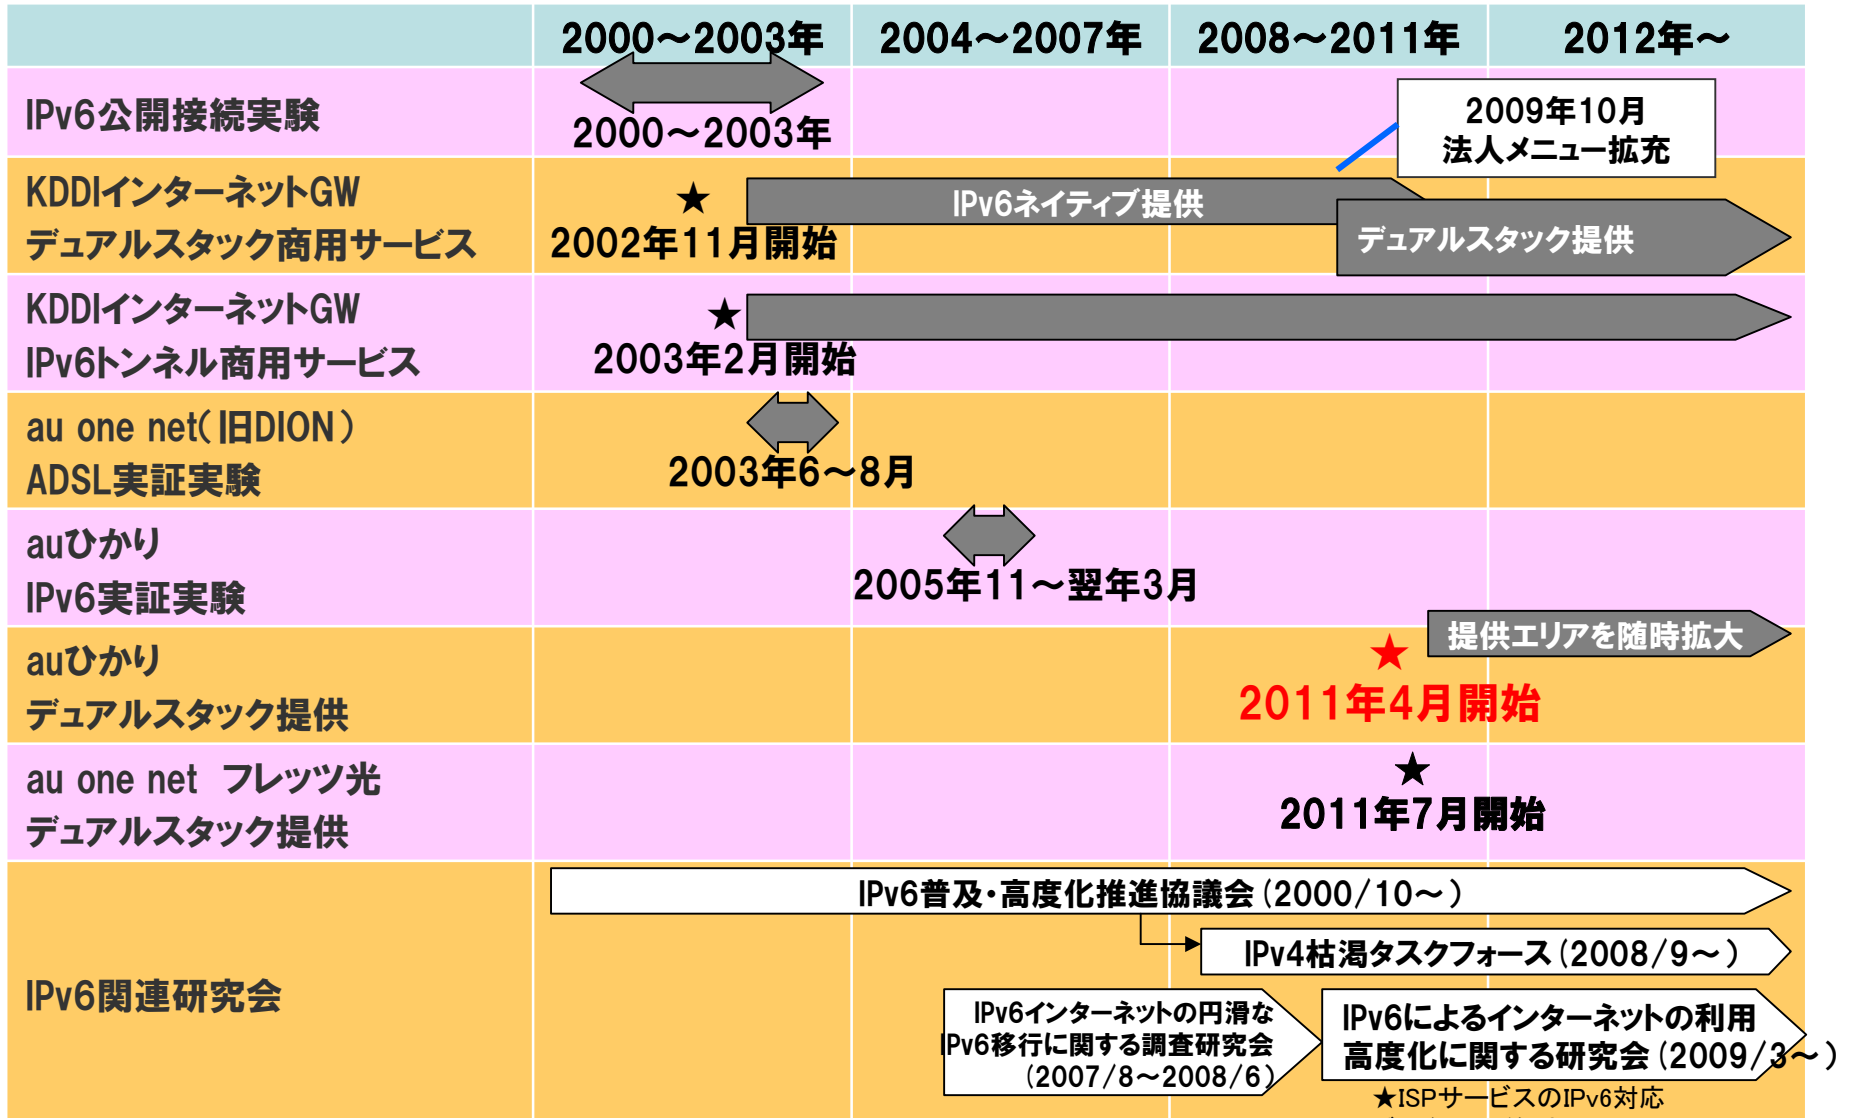 2000～2003年 2004～2007年 2008～2011年 2012年～
IPv6公開接続実験
2000～2003年
2009年10月
法人メニュー拡充
KDDIインターネットGW
デュアルスタック商用サービス
★
2002年11月開始
IPv6ネイティブ提供
デュアルスタック提供
KDDIインターネットGW
IPv6トンネル商用サービス
★
2003年2月開始
au one net（旧DION）
ADSL実証実験
2003年6～8月
auひかり
IPv6実証実験
2005年11～翌年3月
auひかり
デュアルスタック提供
★
2011年4月開始
提供エリアを随時拡大
au one net フレッツ光
デュアルスタック提供
★
2011年7月開始
IPv6関連研究会
IPv6普及・高度化推進協議会（2000/10～）
IPv4枯渇タスクフォース（2008/9～）
IPv6インターネットの円滑な
IPv6移行に関する調査研究会
（2007/8～2008/6）
IPv6によるインターネットの利用
高度化に関する研究会（2009/3～）
★ISPサービスのIPv6対応